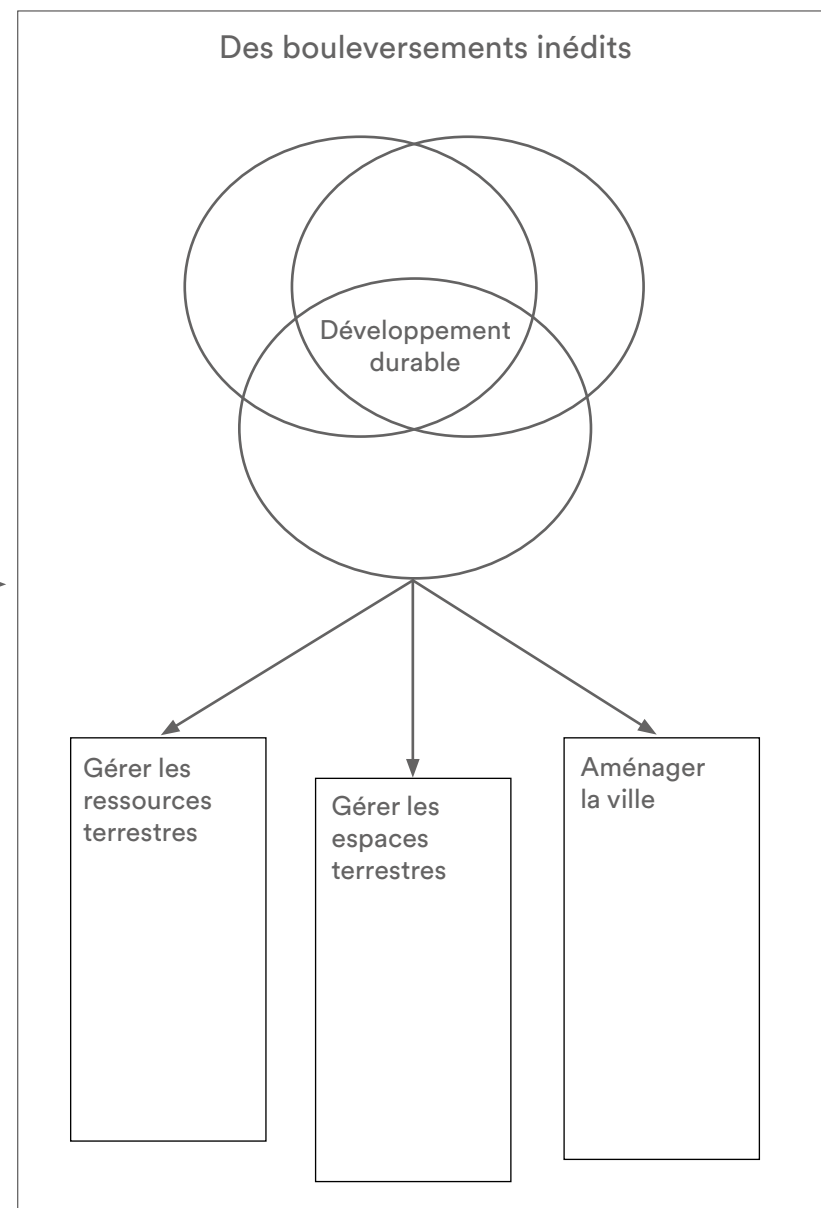 Des bouleversements inédits
Développement
durable
Gérer les
ressources
terrestres
Gérer les
espaces
terrestres
Aménager
la ville